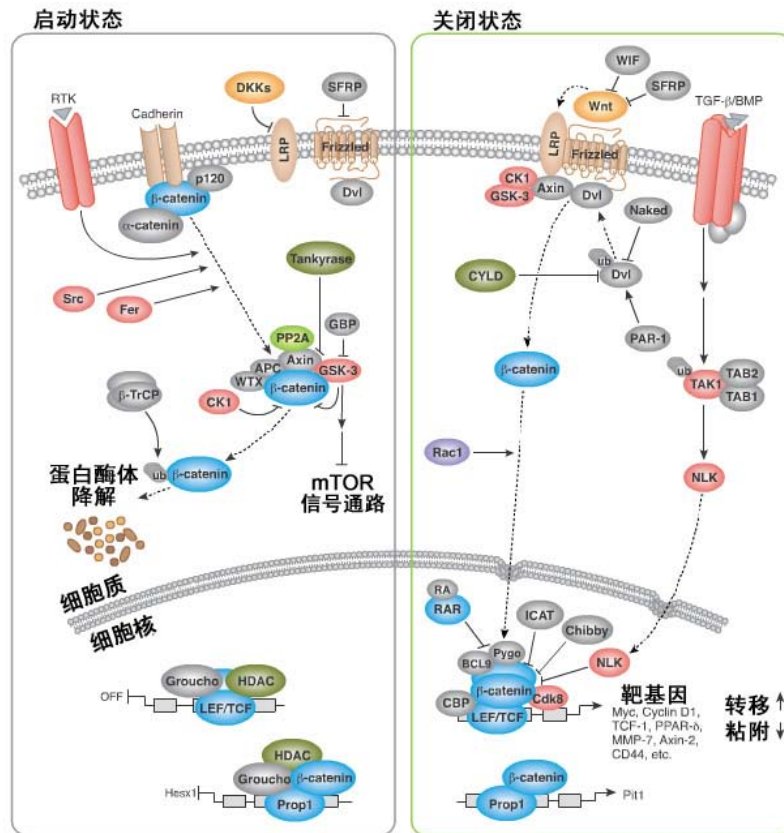 启动状态
关闭状态
RTK
Cadherin
DKKs
SFRP
LRP
Frizzled
Dvl
p120
β-catenin
α-catenin
Src
Fer
Tankyrase
PP2A
GBP
Axin
APC
WTX
GSK-3
β-catenin
CK1
β-TrCP
ub
β-catenin
mTOR
信号通路
蛋白酶体
降解
细胞质
细胞核
Groucho
HDAC
OFF
LEF/TCF
HDAC
Groucho
β-catenin
Hesx1
Prop1
WIF
SFRP
Wnt
TGF-β/BMP
LRP
Frizzled
CK1
GSK-3
Axin
Dvl
Naked
ub
Dvl
CYLD
PAR-1
β-catenin
ub
TAK1
TAB2
TAB1
Rac1
NLK
RA
RAR
ICAT
Chibby
Pygo
BCL9
NLK
β-catenin
Cdk8
CBP
LEF/TCF
靶基因
Myc, Cyclin D1,
TCF-1, PPAR-δ,
MMP-7, Axin-2,
CD44, etc.
转移↑
粘附↓
β-catenin
Prop1
Pit1